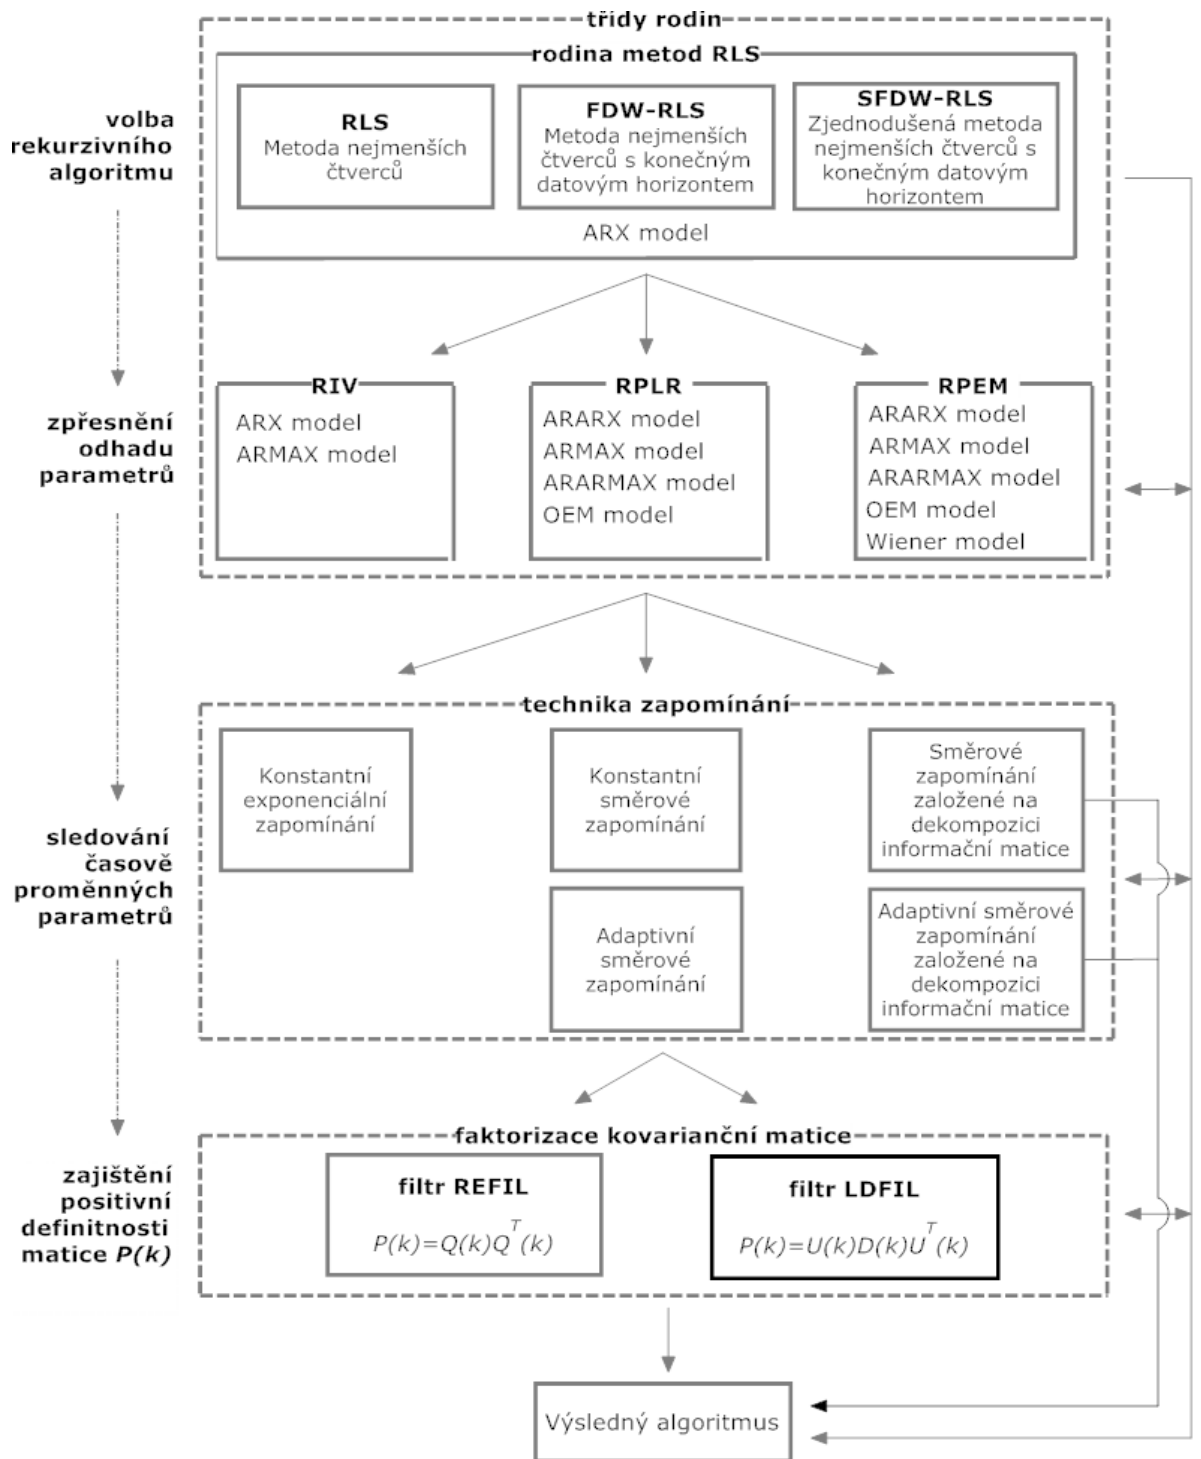 třídy rodin
rodina metod RLS
volba
rekurzivního
algoritmu
RLS
Metoda nejmenších
čtverců
FDW-RLS
Metoda nejmenších
čtverců s konečným
datovým horizontem
SFDW-RLS
Zjednodušená metoda
nejmenších čtverců s
konečným datovým
horizontem
ARX model
zpřesnění
odhadu
parametrů
RIV
ARX model
ARMAX model
RPLR
ARARX model
ARMAX model
ARARMAX model
OEM model
RPEM
ARARX model
ARMAX model
ARARMAX model
OEM model
Wiener model
technika zapomínání
sledování
časově
proměnných
parametrů
Konstantní
exponenciální
zapomínání
Konstantní
směrové
zapomínání
Směrové
zapomínání
založené na
dekompozici
informační matice
Adaptivní
směrové
zapomínání
Adaptivní směrové
zapomínání
založené na
dekompozici
informační matice
faktorizace kovarianční matice
zajištění
positivní
definitnosti
matice P(k)
filtr REFIL
P(k)=Q(k)Q^T(k)
filtr LDFIL
P(k)=U(k)D(k)U^T(k)
Výsledný algoritmus